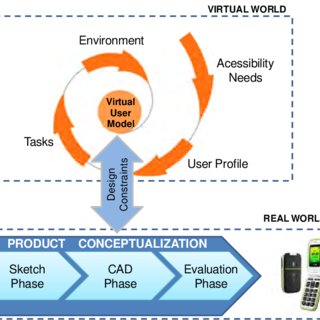 VIRTUAL WORLD
Environment
Acessibility
Needs
Virtual
User
Model
Tasks
User Profile
Design
Constraints
REAL WORL
PRODUCT CONCEPTUALIZATION
Sketch
Phase
CAD
Phase
Evaluation
Phase